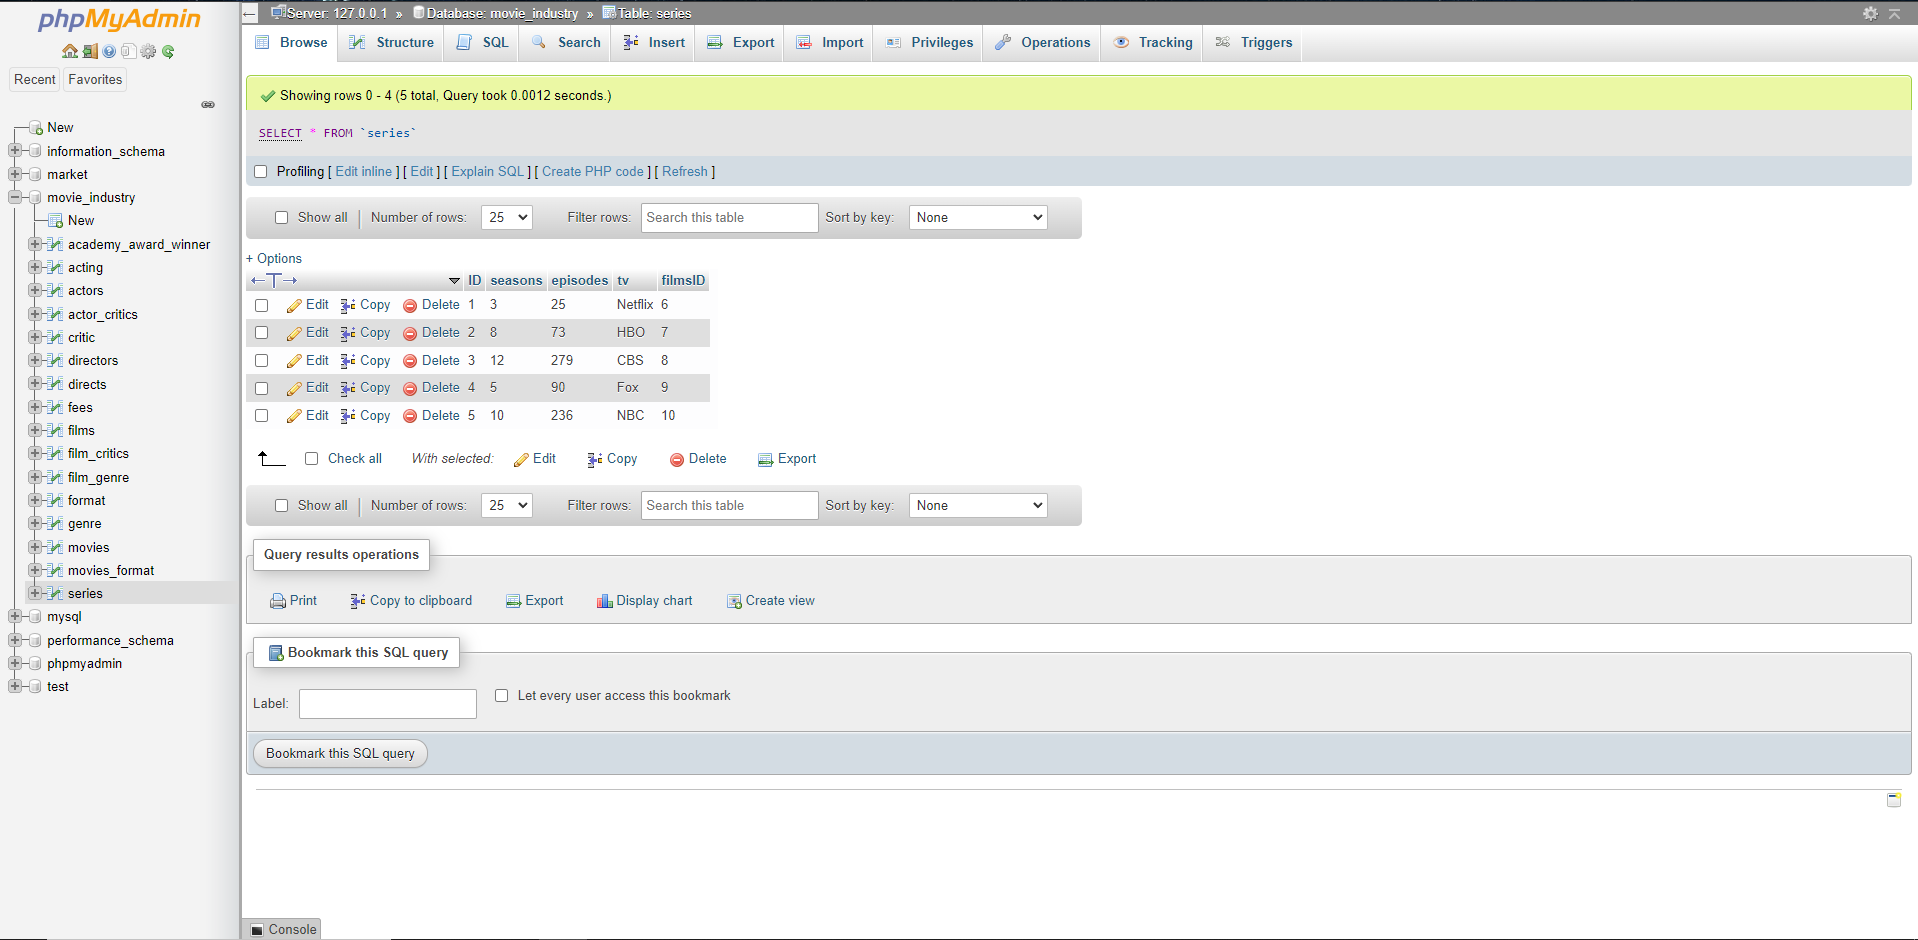 phpMyAdmin
Recent Favorites
New
information_schema
market
movie_industry
New
academy_award_winner
acting
actors
actor_critics
critic
directors
directs
fees
films
film_critics
film_genre
format
genre
movies
movies_format
series
mysql
performance_schema
phpmyadmin
test
Server: 127.0.0.1 » Database: movie_industry » Table: series
Browse Structure SQL Search Insert Export Import Privileges Operations Tracking Triggers
Showing rows 0 - 4 (5 total, Query took 0.0012 seconds.)
SELECT * FROM `series`
Profiling [ Edit inline ] [ Edit ] [ Explain SQL ] [ Create PHP code ] [ Refresh ]
Show all Number of rows: 25 Filter rows: Search this table Sort by key: None
+ Options
←T→ ID seasons episodes tv filmsID
Edit Copy Delete 1 3 25 Netflix 6
Edit Copy Delete 2 8 73 HBO 7
Edit Copy Delete 3 12 279 CBS 8
Edit Copy Delete 4 5 90 Fox 9
Edit Copy Delete 5 10 236 NBC 10
Check all With selected: Edit Copy Delete Export
Show all Number of rows: 25 Filter rows: Search this table Sort by key: None
Query results operations
Print Copy to clipboard Export Display chart Create view
Bookmark this SQL query
Label: Let every user access this bookmark
Bookmark this SQL query
Console